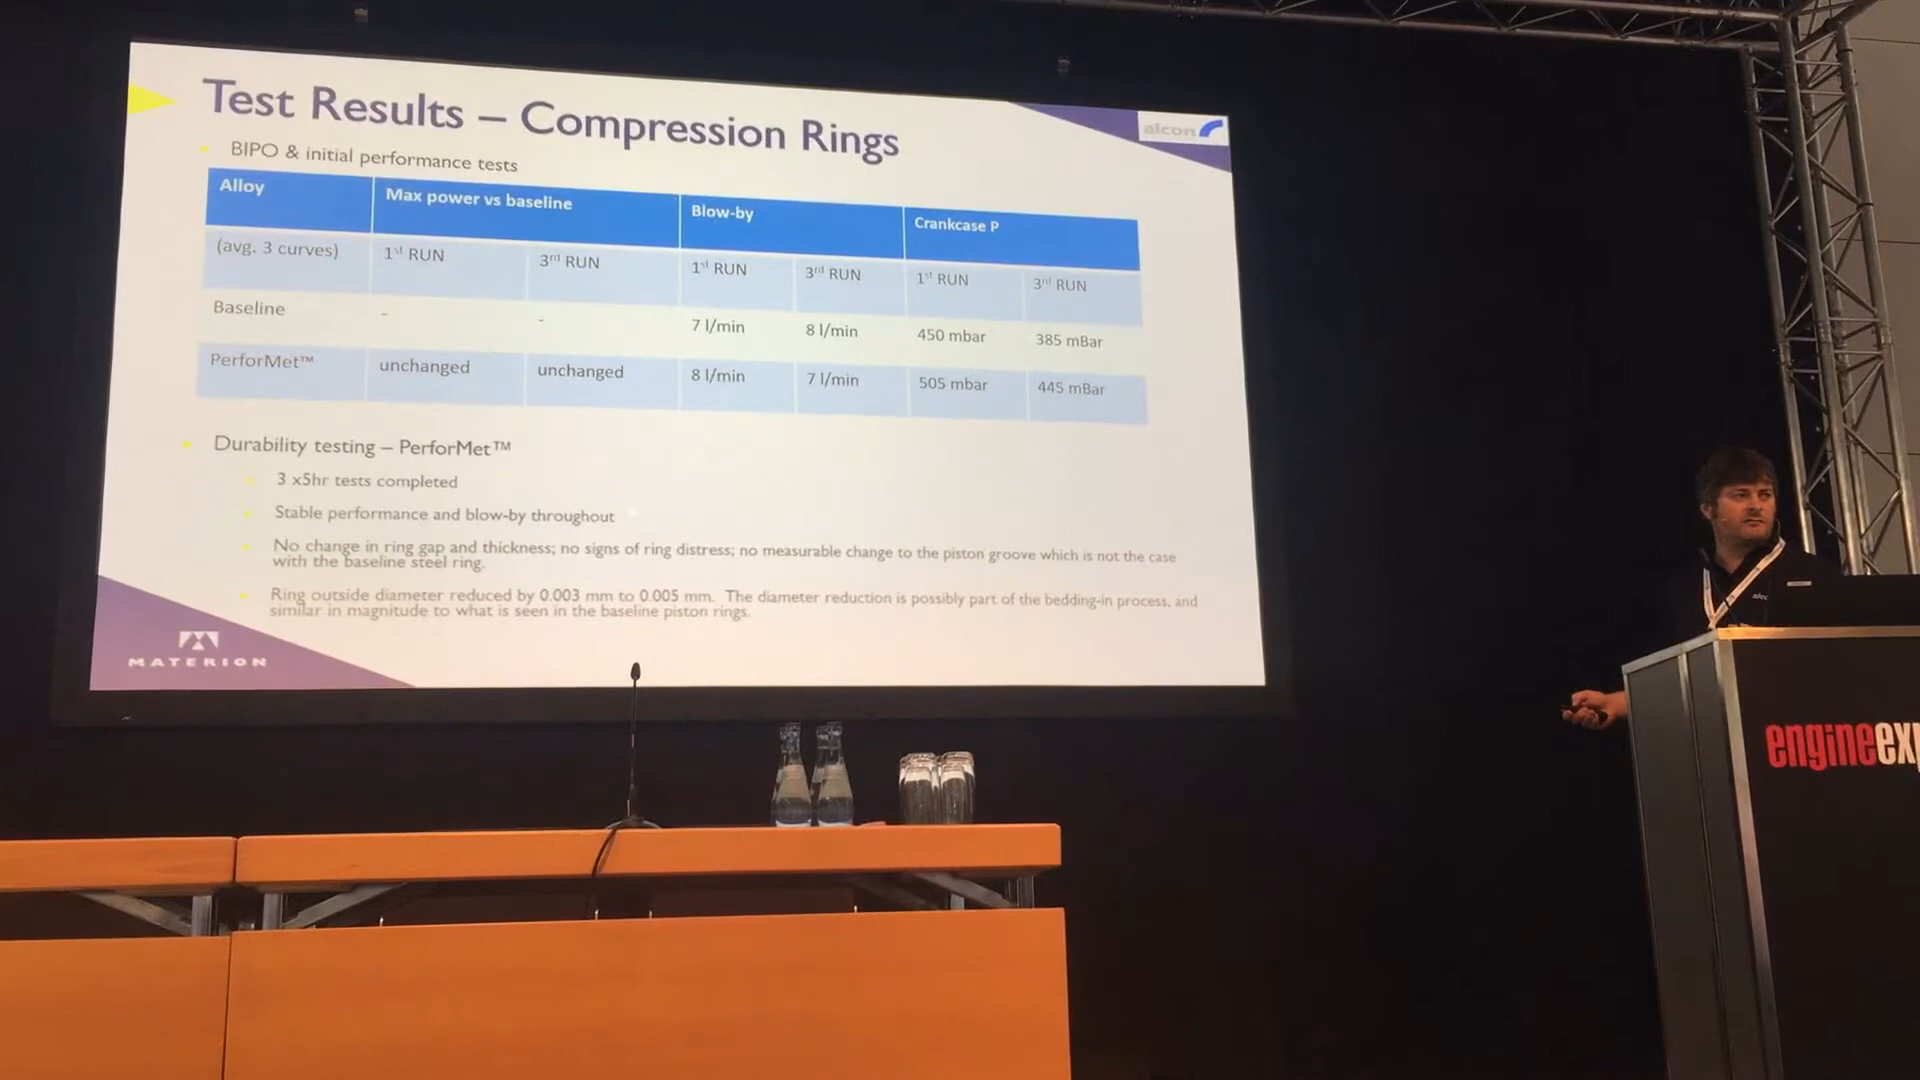 Test Results – Compression Rings
alcon
BIPO & initial performance tests
Alloy Max power vs baseline Blow-by Crankcase P
(avg. 3 curves) 1st RUN 3rd RUN 1st RUN 3rd RUN 1st RUN 3rd RUN
Baseline - - 7 l/min 8 l/min 450 mbar 385 mBar
PerforMet™ unchanged unchanged 8 l/min 7 l/min 505 mbar 445 mBar
Durability testing – PerforMet™
3 x5hr tests completed
Stable performance and blow-by throughout
No change in ring gap and thickness; no signs of ring distress; no measurable change to the piston groove which is not the case
with the baseline steel ring.
Ring outside diameter reduced by 0.003 mm to 0.005 mm. The diameter reduction is possibly part of the bedding-in process, and
similar in magnitude to what is seen in the baseline piston rings.
MATERION
alc
engineexp